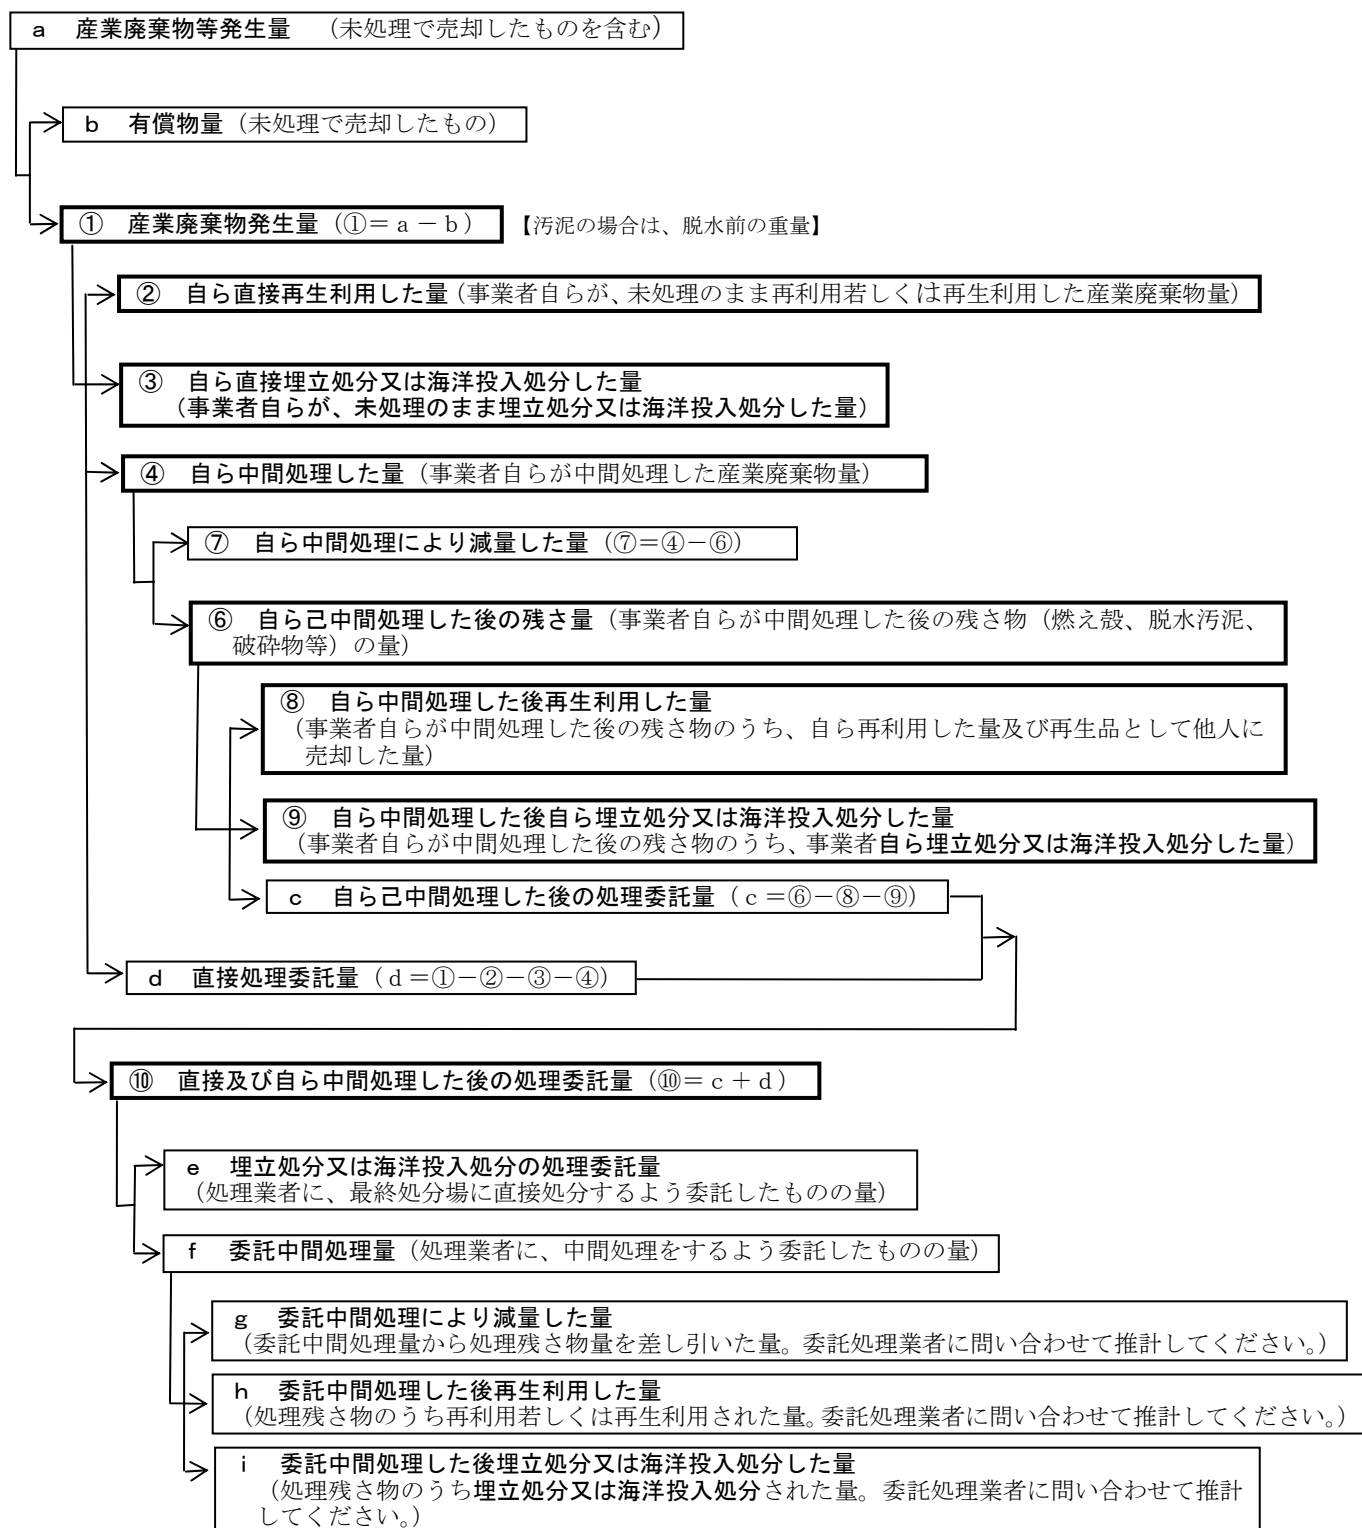 a 産業廃棄物等発生量 （未処理で売却したものを含む）
b 有償物量（未処理で売却したもの）
① 産業廃棄物発生量（①＝ａ－ｂ） 【汚泥の場合は、脱水前の重量】
② 自ら直接再生利用した量（事業者自らが、未処理のまま再利用若しくは再生利用した産業廃棄物量）
③ 自ら直接埋立処分又は海洋投入処分した量
（事業者自らが、未処理のまま埋立処分又は海洋投入処分した量）
④ 自ら中間処理した量（事業者自らが中間処理した産業廃棄物量）
⑦ 自ら中間処理により減量した量（⑦＝④－⑥）
⑥ 自ら己中間処理した後の残さ量（事業者自らが中間処理した後の残さ物（燃え殻、脱水汚泥、
破砕物等）の量）
⑧ 自ら中間処理した後再生利用した量
（事業者自らが中間処理した後の残さ物のうち、自ら再利用した量及び再生品として他人に
売却した量）
⑨ 自ら中間処理した後自ら埋立処分又は海洋投入処分した量
（事業者自らが中間処理した後の残さ物のうち、事業者自ら埋立処分又は海洋投入処分した量）
c 自ら己中間処理した後の処理委託量（ｃ＝⑥－⑧－⑨）
d 直接処理委託量（ｄ＝①－②－③－④）
⑩ 直接及び自ら中間処理した後の処理委託量（⑩＝ｃ＋ｄ）
e 埋立処分又は海洋投入処分の処理委託量
（処理業者に、最終処分場に直接処分するよう委託したものの量）
f 委託中間処理量（処理業者に、中間処理をするよう委託したものの量）
g 委託中間処理により減量した量
（委託中間処理量から処理残さ物量を差し引いた量。委託処理業者に問い合わせて推計してください。）
h 委託中間処理した後再生利用した量
（処理残さ物のうち再利用若しくは再生利用された量。委託処理業者に問い合わせて推計してください。）
i 委託中間処理した後埋立処分又は海洋投入処分した量
（処理残さ物のうち埋立処分又は海洋投入処分された量。委託処理業者に問い合わせて推計
してください。）